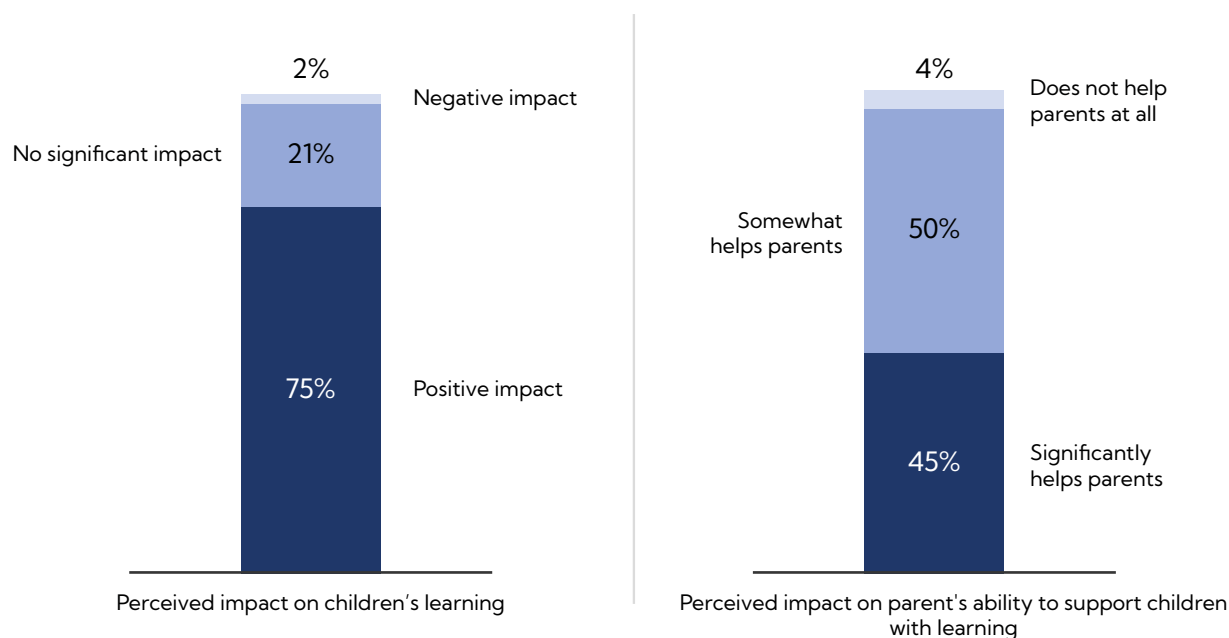 2%
Negative impact
No significant impact
21%
75%
Positive impact
Perceived impact on children’s learning
4%
Does not help
parents at all
Somewhat
helps parents
50%
45%
Significantly
helps parents
Perceived impact on parent's ability to support children
with learning